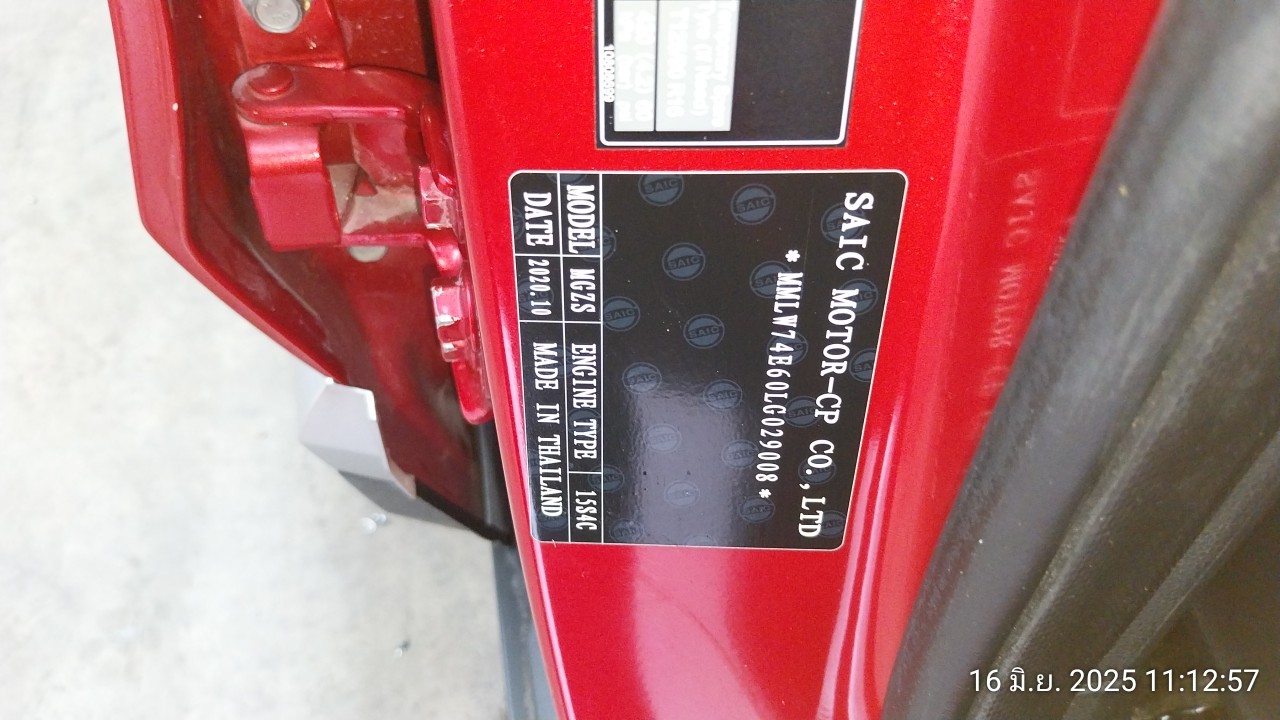 SAIC MOTOR-CP CO.,LTD
*MMLW74E60LG029008*
MODEL MGZS ENGINE TYPE 15S4C
DATE 2020.10 MADE IN THAILAND
SAIC
16 มิ.ย. 2025 11:12:57